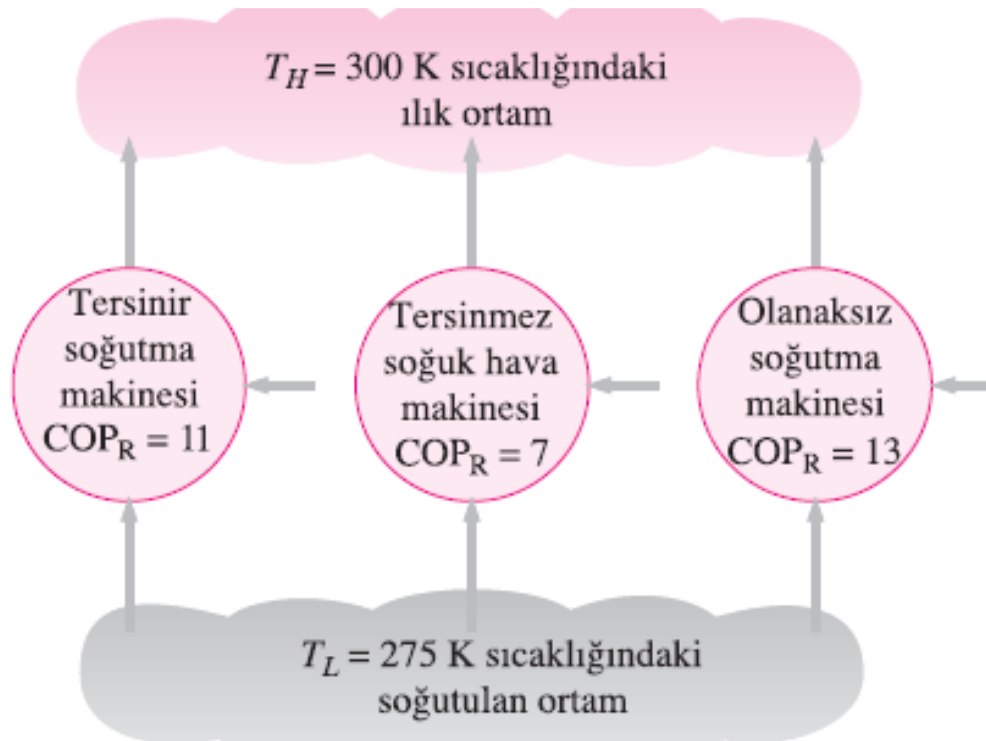 T_H = 300 K sıcaklığındaki
ılık ortam
Tersinir
soğutma
makinesi
COP_R = 11
Tersinmez
soğuk hava
makinesi
COP_R = 7
Olanaksız
soğutma
makinesi
COP_R = 13
T_L = 275 K sıcaklığındaki
soğutulan ortam